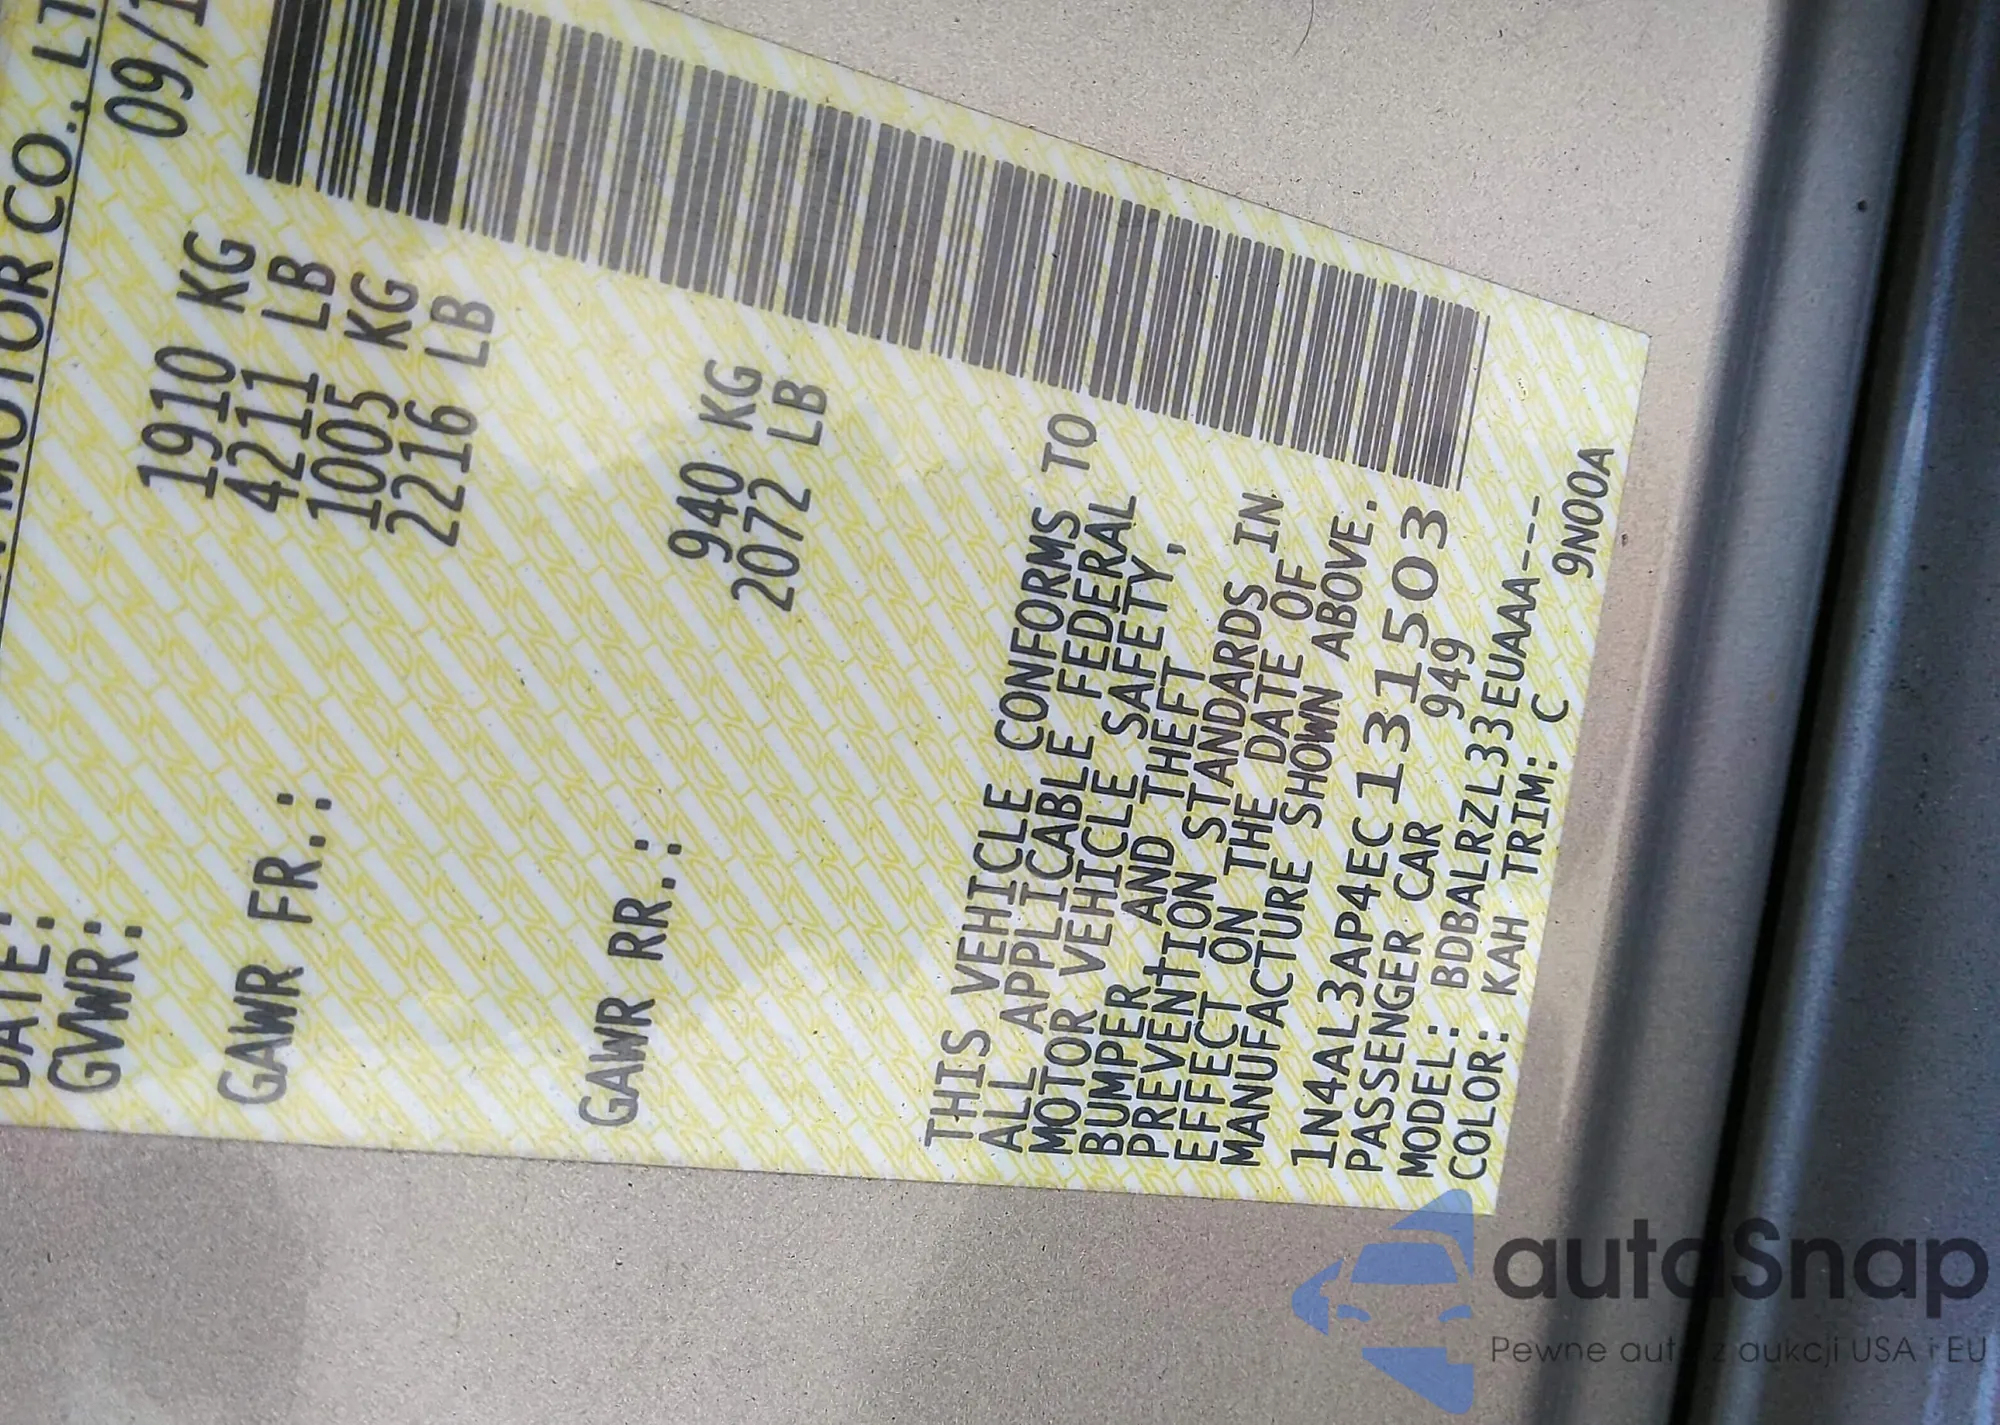 MOTOR CO., LT
DATE: 09/1
GVWR: 1910 KG
4211 LB
GAWR FR.: 1005 KG
2216 LB
GAWR RR.: 940 KG
2072 LB
THIS VEHICLE CONFORMS TO
ALL APPLICABLE FEDERAL
MOTOR VEHICLE SAFETY,
BUMPER AND THEFT
PREVENTION STANDARDS IN
EFFECT ON THE DATE OF
MANUFACTURE SHOWN ABOVE.
1N4AL3AP4EC131503
PASSENGER CAR 949
MODEL: BDBALRZL33EUAAA---
COLOR: KAH TRIM: C
9N00A
autoSnap
Pewne auta z aukcji USA i EU